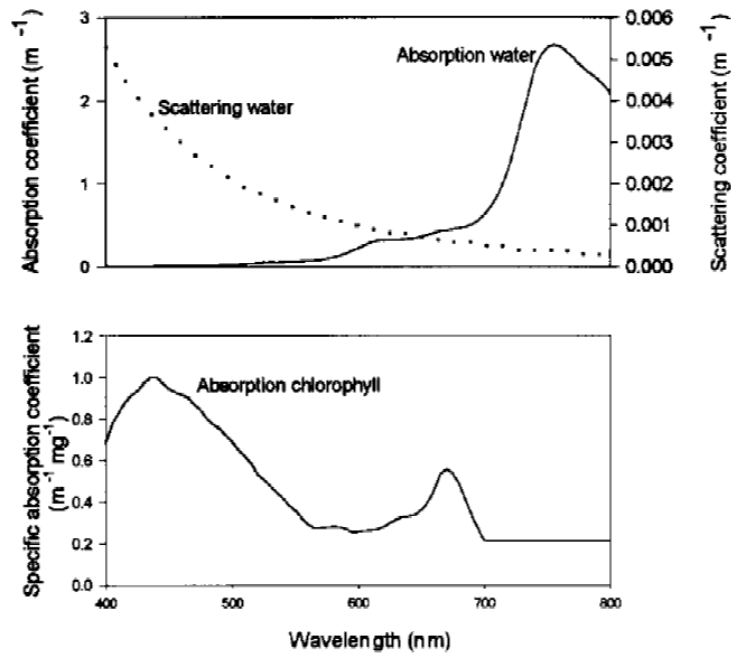 Absorption coefficient (m⁻¹)
3
2
1
0
Scattering water
Absorption water
0.006
0.005
0.004
0.003
0.002
0.001
0.000
Scattering coefficient (m⁻¹)
Specific absorption coefficient
(m⁻¹ mg⁻¹)
1.2
1.0
0.8
0.6
0.4
0.2
0.0
Absorption chlorophyll
400 500 600 700 800
Wavelength (nm)